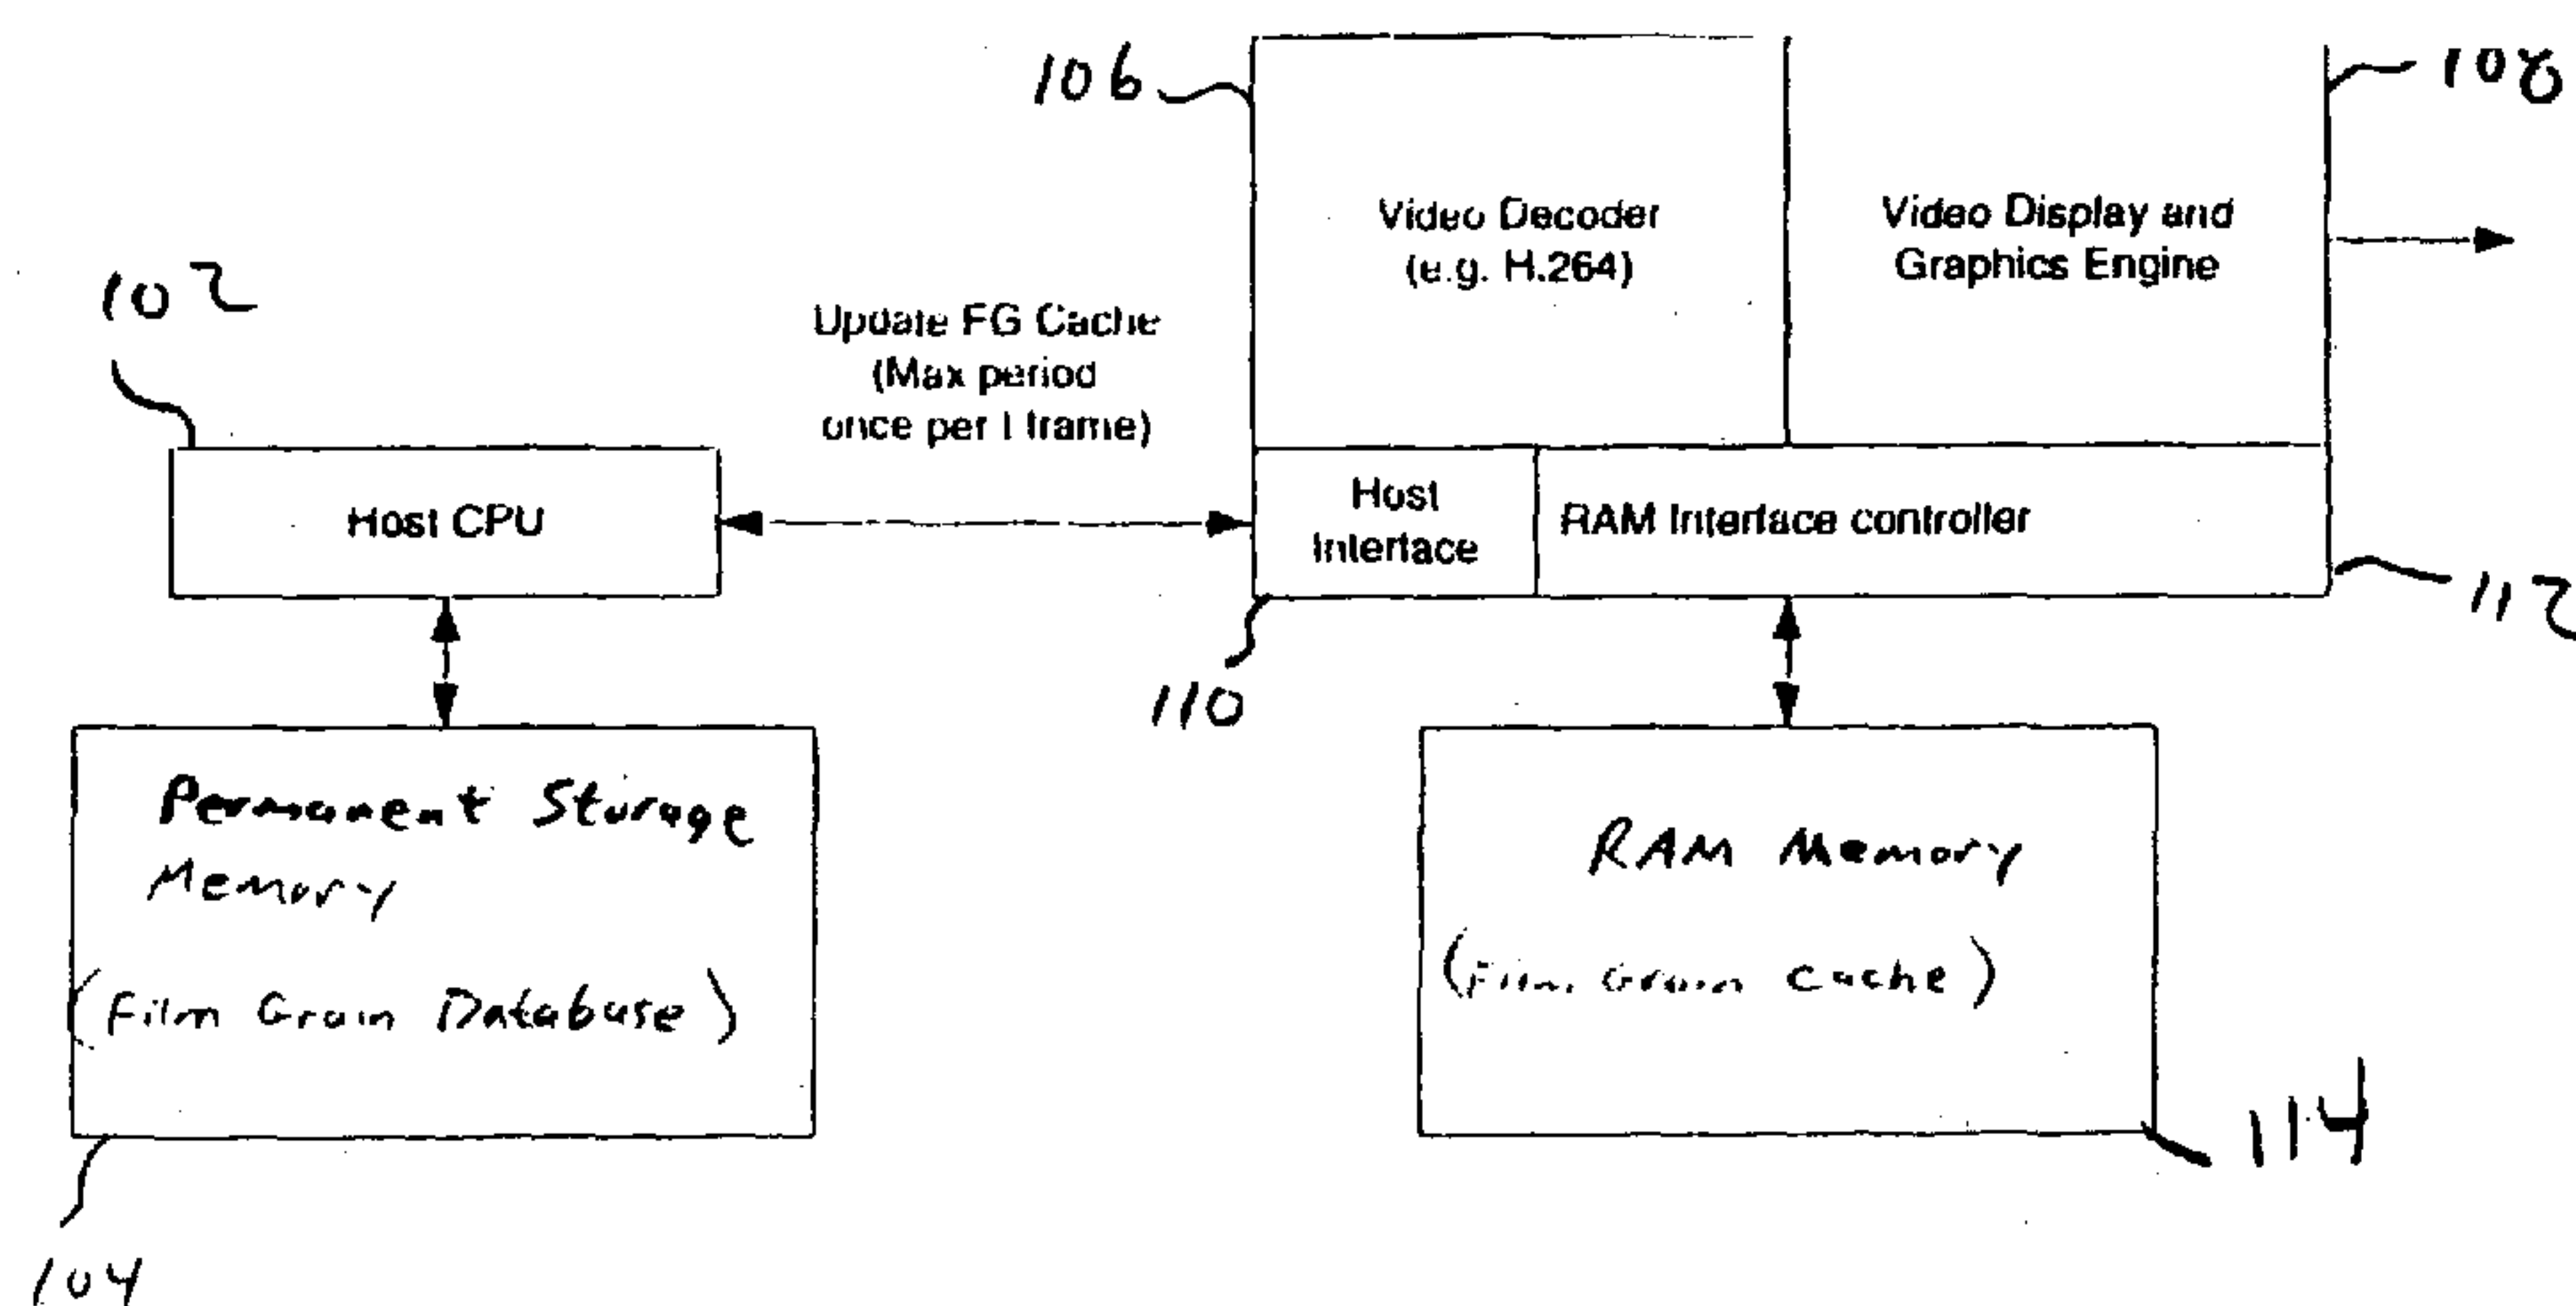 106
108
Video Decoder
(e.g. H.264)
Video Display and
Graphics Engine
102
Update FG Cache
(Max period
once per I frame)
Host CPU
Host
Interface
RAM Interface controller
112
110
Permanent Storage
Memory
(Film Grain Database)
RAM Memory
(Film Grain Cache)
114
104